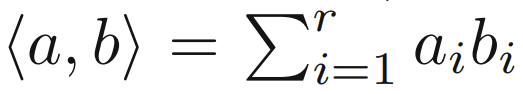 ⟨a, b⟩ = ∑_{i=1}^{r} a_i b_i